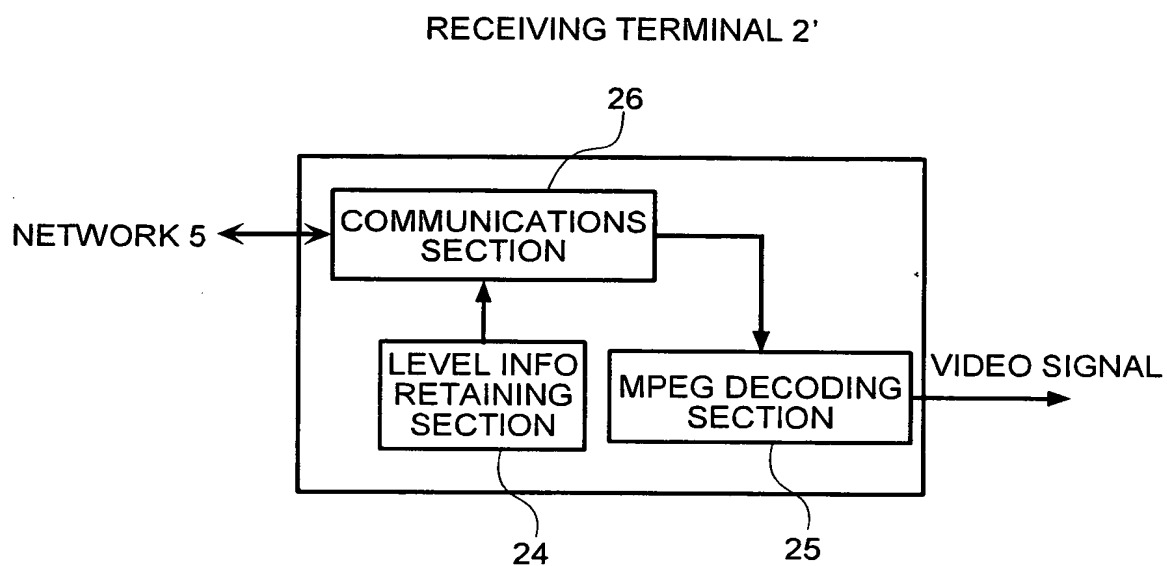 RECEIVING TERMINAL 2'
26
NETWORK 5
COMMUNICATIONS
SECTION
LEVEL INFO
RETAINING
SECTION
MPEG DECODING
SECTION
VIDEO SIGNAL
24
25